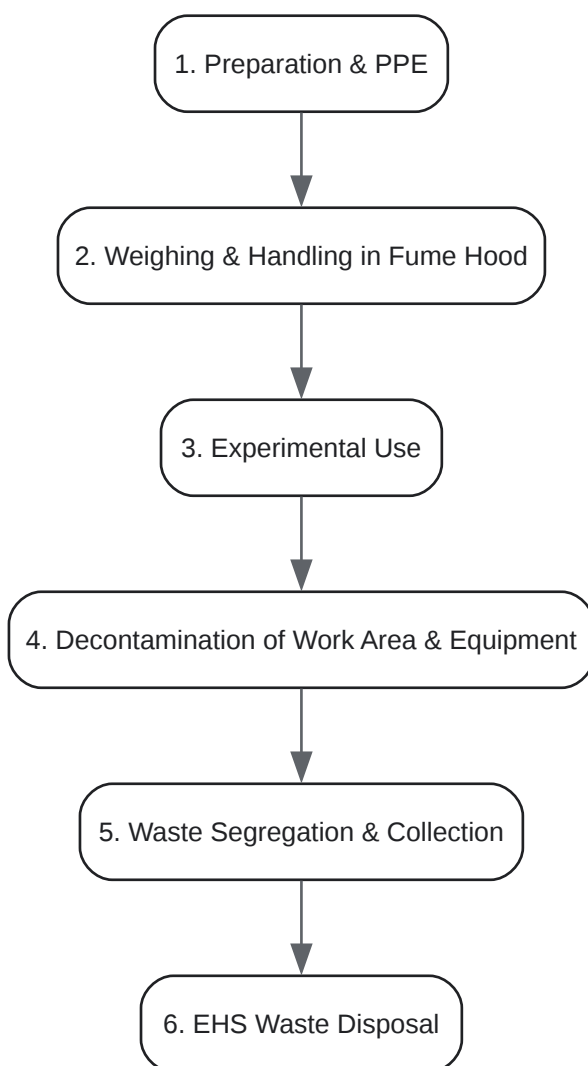 1. Preparation & PPE
2. Weighing & Handling in Fume Hood
3. Experimental Use
4. Decontamination of Work Area & Equipment
5. Waste Segregation & Collection
6. EHS Waste Disposal